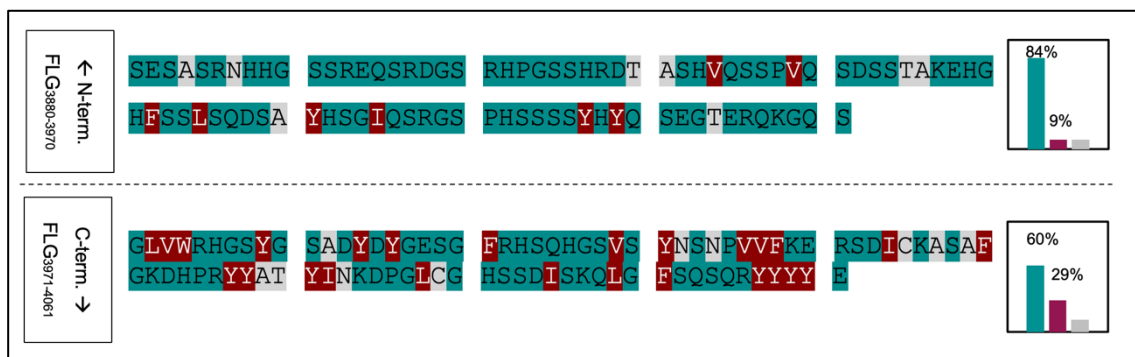 ← N-term.
FLG3880-3970
SESASRNHHG SSREQSRDGS RHPGSSHRDT ASHVQSSPVQ SDSSTAKEHG
HFSSLSQDSA YHSGIQSRGS PHSSSSYHYQ SEGTERQKGQ S
84%
9%
C-term. →
FLG3971-4061
GLVWRHGSYG SADYDYGESG FRHSQHGSVS YNSNPVVFKE RSDICKASAF
GKDHPRYYAT YINKDPGLCG HSSDISKQLG FSQSQRYYYY E
60%
29%